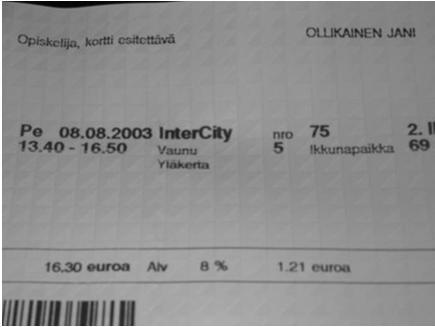 Opiskelija, kortti esitettävä OLLIKAINEN JANI
Pe 08.08.2003 InterCity nro 75 2.
13.40 - 16.50 Vaunu 5 Ikkunapaikka 69
Yläkerta
16.30 euroa Alv 8 % 1.21 euroa